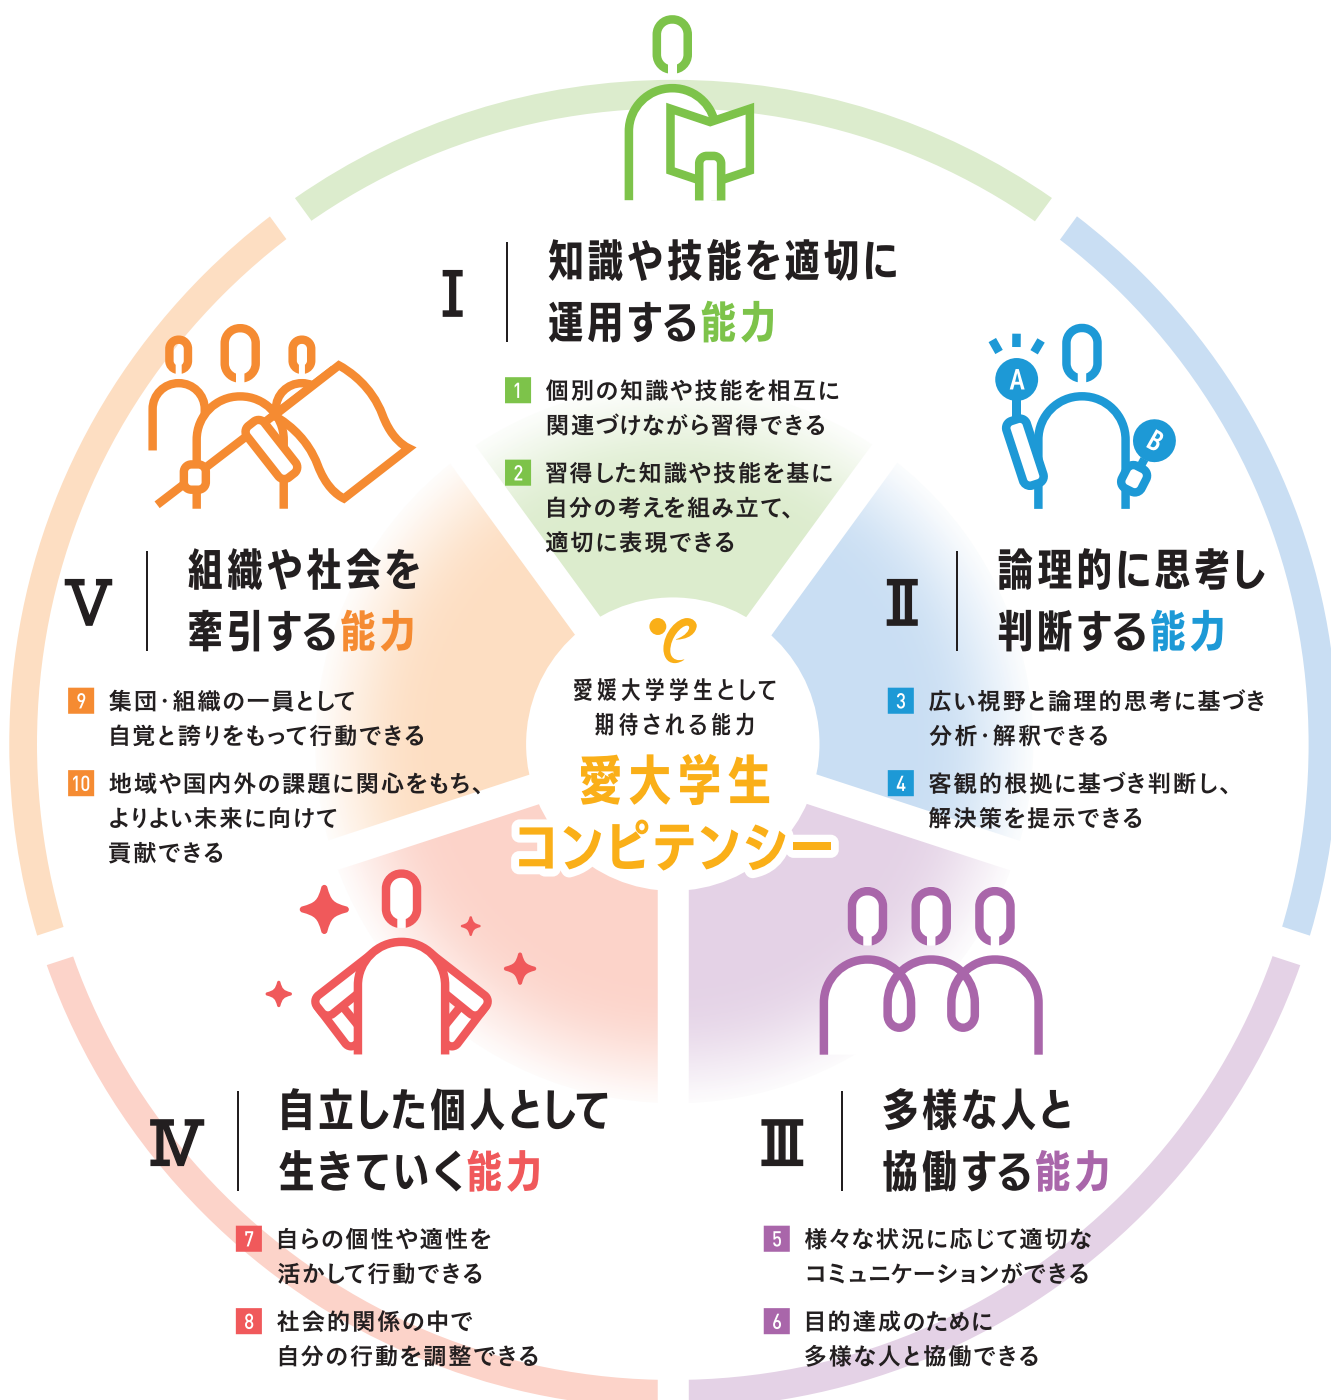 Ⅰ
知識や技能を適切に
運用する能力
1 個別の知識や技能を相互に
関連づけながら習得できる
2 習得した知識や技能を基に
自分の考えを組み立て、
適切に表現できる
A
B
Ⅱ
論理的に思考し
判断する能力
3 広い視野と論理的思考に基づき
分析・解釈できる
4 客観的根拠に基づき判断し、
解決策を提示できる
Ⅲ
多様な人と
協働する能力
5 様々な状況に応じて適切な
コミュニケーションができる
6 目的達成のために
多様な人と協働できる
Ⅳ
自立した個人として
生きていく能力
7 自らの個性や適性を
活かして行動できる
8 社会的関係の中で
自分の行動を調整できる
Ⅴ
組織や社会を
牽引する能力
9 集団・組織の一員として
自覚と誇りをもって行動できる
10 地域や国内外の課題に関心をもち、
よりよい未来に向けて
貢献できる
e
愛媛大学学生として
期待される能力
愛大学生
コンピテンシー